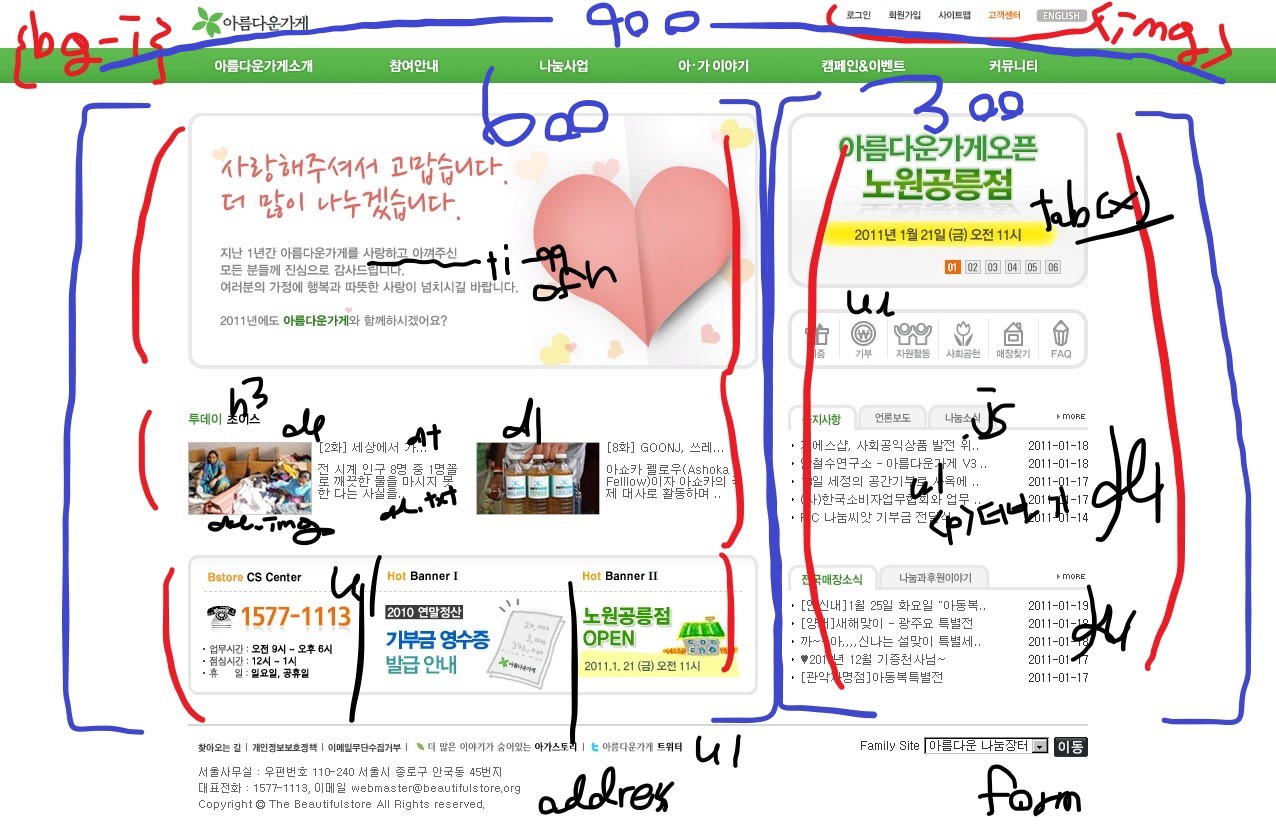 900
{bg-i}
{img}
아름다운가게
로그인 회원가입 사이트맵 고객센터 ENGLISH
아름다운가게소개 참여안내 나눔사업 아·가 이야기 캠페인&이벤트 커뮤니티
600
300
사랑해주셔서 고맙습니다.
더 많이 나누겠습니다.
지난 1년간 아름다운가게를 사랑하고 아껴주신
모든 분들께 진심으로 감사드립니다.
여러분의 가정에 행복과 따뜻한 사랑이 넘치시길 바랍니다.
2011년에도 아름다운가게와 함께하시겠어요?
아름다운가게오픈
노원공릉점
tab(x)
2011년 1월 21일 (금) 오전 11시
01 02 03 04 05 06
ul
기부 자원활동 사회공헌 매장찾기 FAQ
h3
투데이 초이스
dl
dt
[2화] 세상에서 가...
전 세계 인구 8명 중 1명꼴
로 깨끗한 물을 마시지 못
한 다는 사실을..
dl.img
dl.txt
[8화] GOONJ, 쓰레...
아쇼카 펠로우(Ashoka
Felllow)이자 아쇼카의
제 대사로 활동하며 ..
공지사항 언론보도 나눔소식 MORE
js
지에스샵, 사회공익상품 발전 위.. 2011-01-18
안철수연구소 - 아름다운가게 V3 .. 2011-01-18
2011-01-17
(사)한국소비자업무협회와 업무 .. 2011-01-17
나눔씨앗 기부금 전달식 2011-01-14
ul
dl
전국매장소식 나눔과후원이야기 MORE
[안신내]1월 25일 화요일 "아동복.. 2011-01-19
[양재]새해맞이 - 광주요 특별전 2011-01-18
까~~아,,,,신나는 설맞이 특별세..
♥2010년 12월 기증천사님~ 2011-01-17
[관악자명점]아동복특별전 2011-01-17
dl
Bstore CS Center
ul
1577-1113
업무시간 : 오전 9시 ~ 오후 6시
점심시간 : 12시 ~ 1시
휴 일 : 일요일, 공휴일
Hot Banner I
2010 연말정산
기부금 영수증
발급 안내
아름다운가게
Hot Banner II
노원공릉점
OPEN
2011.1.21 (금) 오전 11시
찾아오는 길 | 개인정보보호정책 | 이메일무단수집거부 | 더 많은 이야기가 숨어있는 아가스토리 | 아름다운가게 트위터
ul
Family Site 아름다운 나눔장터 이동
서울사무실 : 우편번호 110-240 서울시 종로구 안국동 45번지
대표전화 : 1577-1113, 이메일 webmaster@beautifulstore.org
Copyright © The Beautifulstore All Rights reserved.
address
form